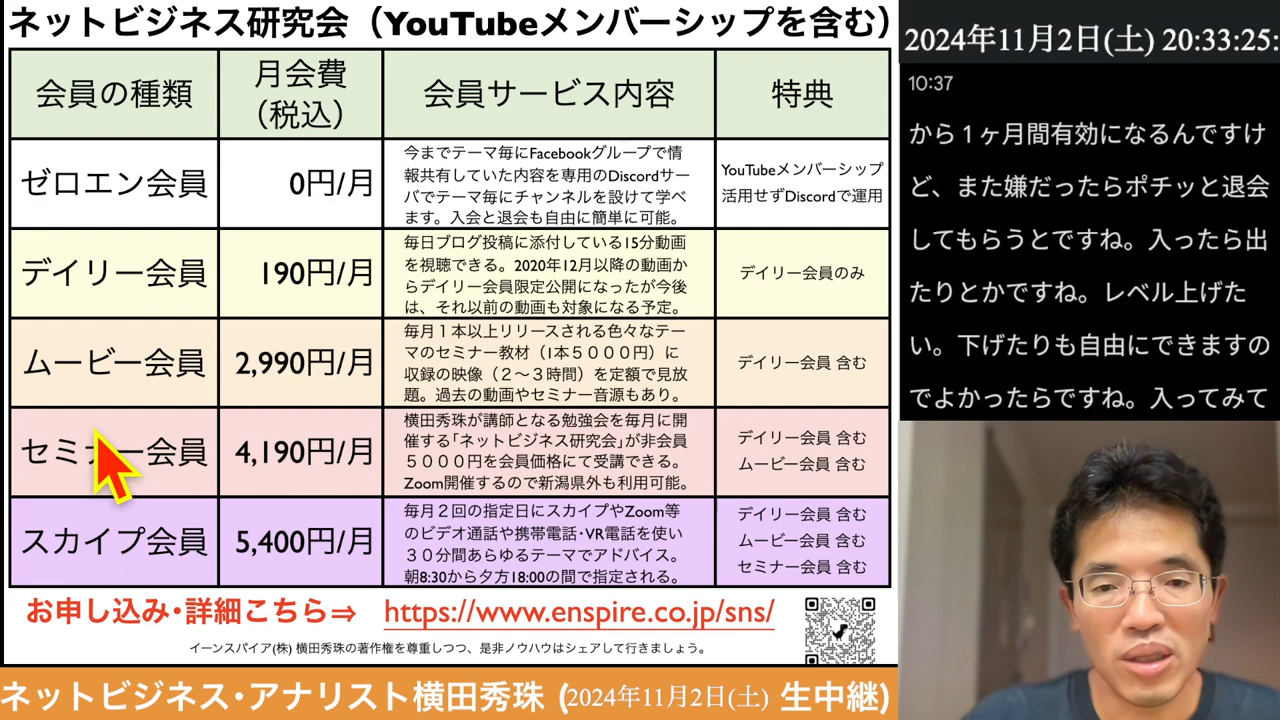 ネットビジネス研究会（YouTubeメンバーシップを含む）
会員の種類
月会費
（税込）
会員サービス内容
特典
ゼロエン会員
0円/月
今までテーマ毎にFacebookグループで情
報共有していた内容を専用のDiscordサー
バでテーマ毎にチャンネルを設けて学べ
ます。入会と退会も自由に簡単に可能。
YouTubeメンバーシップ
活用せずDiscordで運用
デイリー会員
190円/月
毎日ブログ投稿に添付している15分動画
を視聴できる。2020年12月以降の動画か
らデイリー会員限定公開になったが今後
は、それ以前の動画も対象になる予定。
デイリー会員のみ
ムービー会員
2,990円/月
毎月１本以上リリースされる色々なテー
マのセミナー教材（1本５０００円）に
収録の映像（２〜３時間）を定額で見放
題。過去の動画やセミナー音源もあり。
デイリー会員 含む
セミナー会員
4,190円/月
横田秀珠が講師となる勉強会を毎月に開
催する｢ネットビジネス研究会｣が非会員
５０００円を会員価格にて受講できる。
Zoom開催するので新潟県外も利用可能。
デイリー会員 含む
ムービー会員 含む
スカイプ会員
5,400円/月
毎月２回の指定日にスカイプやZoom等
のビデオ通話や携帯電話･VR電話を使い
３０分間あらゆるテーマでアドバイス。
朝8:30から夕方18:00の間で指定される。
デイリー会員 含む
ムービー会員 含む
セミナー会員 含む
お申し込み･詳細こちら⇒ https://www.enspire.co.jp/sns/
イーンスパイア(株) 横田秀珠の著作権を尊重しつつ、是非ノウハウはシェアして行きましょう。
ネットビジネス･アナリスト横田秀珠 (2024年11月2日(土) 生中継)
2024年11月2日(土) 20:33:25:
10:37
から１ヶ月間有効になるんですけ
ど、また嫌だったらポチッと退会
してもらうとですね。入ったら出
たりとかですね。レベル上げた
い。下げたりも自由にできますの
でよかったらですね。入ってみて